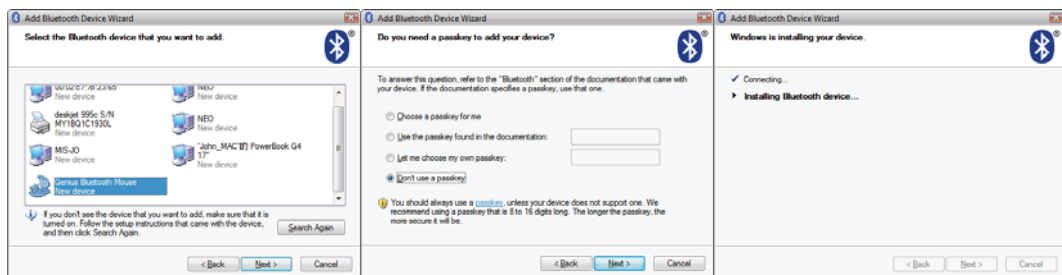 Add Bluetooth Device Wizard
Select the Bluetooth device that you want to add.
00:02:E7:76:23:65
New device
NEO
New device
deskjet 995c S/N
MY1BQ1C1930L
New device
NEO
New device
MIS-JO
New device
"John_MAC"的 PowerBook G4
17"
New device
Genius Bluetooth Mouse
New device
If you don't see the device that you want to add, make sure that it is
turned on. Follow the setup instructions that came with the device,
and then click Search Again.
Search Again
< Back
Next >
Cancel
Add Bluetooth Device Wizard
Do you need a passkey to add your device?
To answer this question, refer to the "Bluetooth" section of the documentation that came with
your device. If the documentation specifies a passkey, use that one.
Choose a passkey for me
Use the passkey found in the documentation:
Let me choose my own passkey:
Don't use a passkey
You should always use a passkey, unless your device does not support one. We
recommend using a passkey that is 8 to 16 digits long. The longer the passkey, the
more secure it will be.
< Back
Next >
Cancel
Add Bluetooth Device Wizard
Windows is installing your device.
Connecting...
Installing Bluetooth device...
< Back
Next >
Cancel